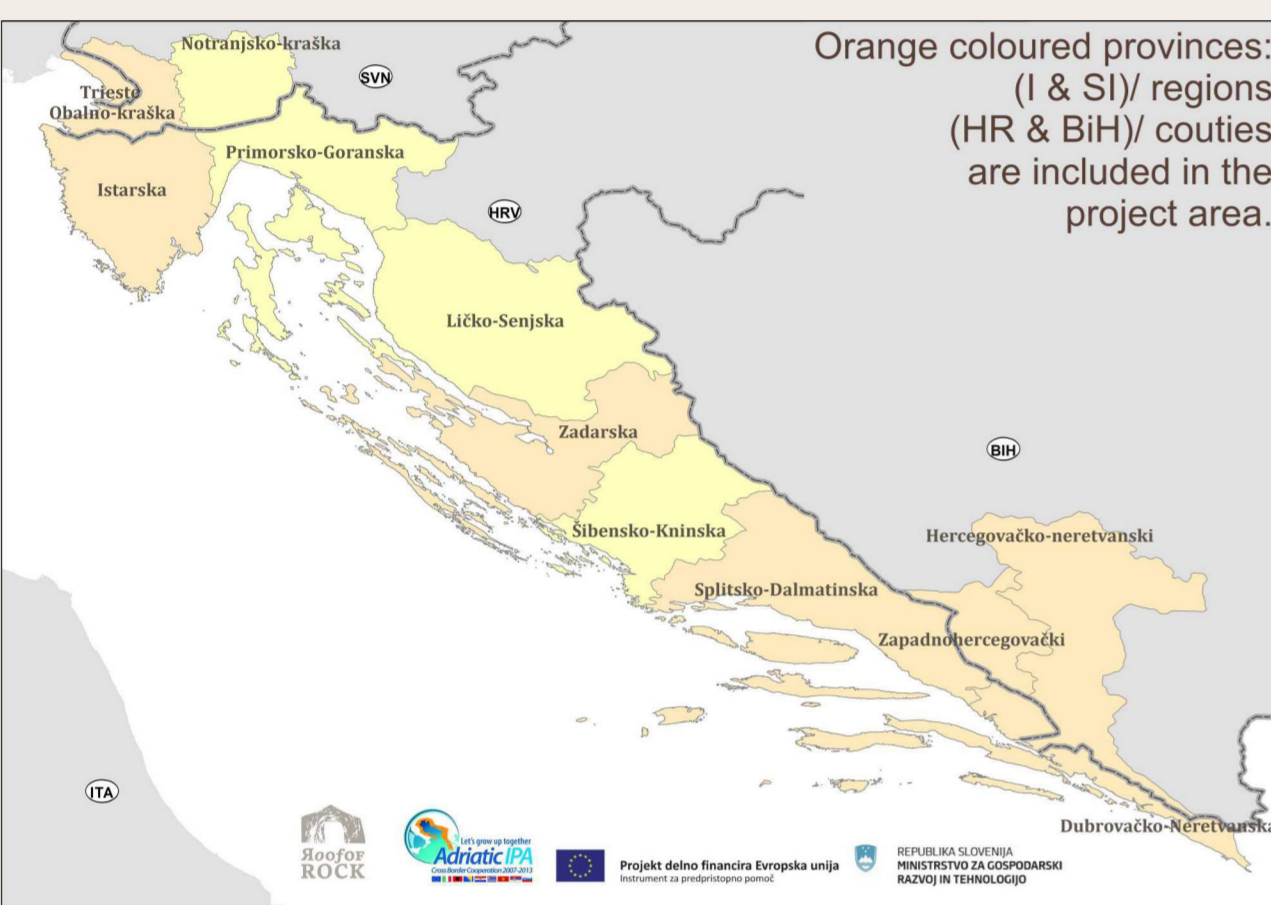 Orange coloured provinces:
(I & SI)/ regions
(HR & BiH)/ couties
are included in the
project area.
Notranjsko-kraška
SVN
Trieste
Obalno-kraška
Primorsko-Goranska
Istarska
HRV
Ličko-Senjska
Zadarska
BIH
Šibensko-Kninska
Hercegovačko-neretvanski
Splitsko-Dalmatinska
Zapadnohercegovački
ITA
Dubrovačko-Neretvanska
ЯoofOF
ROCK
Let's grow up together
Adriatic IPA
Cross Border Cooperation 2007-2013
Projekt delno financira Evropska unija
Instrument za predpristopno pomoč
REPUBLIKA SLOVENIJA
MINISTRSTVO ZA GOSPODARSKI
RAZVOJ IN TEHNOLOGIJO